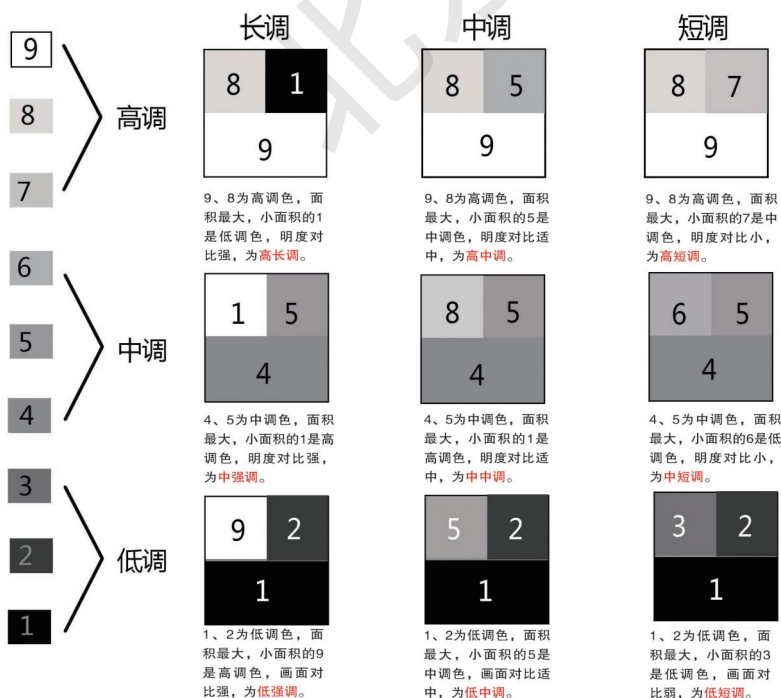 长调
中调
短调
9
8
7
高调
8 1
9
8 5
9
8 7
9
9、8为高调色，面
积最大，小面积的1
是低调色，明度对
比强，为高长调。
9、8为高调色，面积
最大，小面积的5是
中调色，明度对比适
中，为高中调。
9、8为高调色，面积
最大，小面积的7是中
调色，明度对比小，
为高短调。
6
5
4
中调
1 5
4
8 5
4
6 5
4
4、5为中调色，面积
最大，小面积的1是高
调色，明度对比强，
为中强调。
4、5为中调色，面积
最大，小面积的1是
高调色，明度对比适
中，为中中调。
4、5为中调色，面积
最大，小面积的6是低
调色，明度对比小，
为中短调。
3
2
1
低调
9 2
1
5 2
1
3 2
1
1、2为低调色，面
积最大，小面积的9
是高调色，画面对
比强，为低强调。
1、2为低调色，面积
最大，小面积的5是
中调色，画面对比适
中，为低中调。
1、2为低调色，面
积最大，小面积的3
是低调色，画面对
比弱，为低短调。